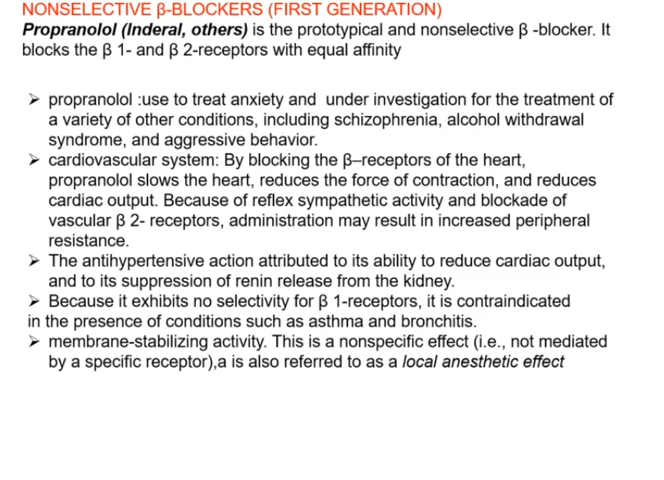 NONSELECTIVE β-BLOCKERS (FIRST GENERATION)
Propranolol (Inderal, others) is the prototypical and nonselective β -blocker. It
blocks the β 1- and β 2-receptors with equal affinity
➢ propranolol :use to treat anxiety and under investigation for the treatment of
a variety of other conditions, including schizophrenia, alcohol withdrawal
syndrome, and aggressive behavior.
➢ cardiovascular system: By blocking the β–receptors of the heart,
propranolol slows the heart, reduces the force of contraction, and reduces
cardiac output. Because of reflex sympathetic activity and blockade of
vascular β 2- receptors, administration may result in increased peripheral
resistance.
➢ The antihypertensive action attributed to its ability to reduce cardiac output,
and to its suppression of renin release from the kidney.
➢ Because it exhibits no selectivity for β 1-receptors, it is contraindicated
in the presence of conditions such as asthma and bronchitis.
➢ membrane-stabilizing activity. This is a nonspecific effect (i.e., not mediated
by a specific receptor),a is also referred to as a local anesthetic effect